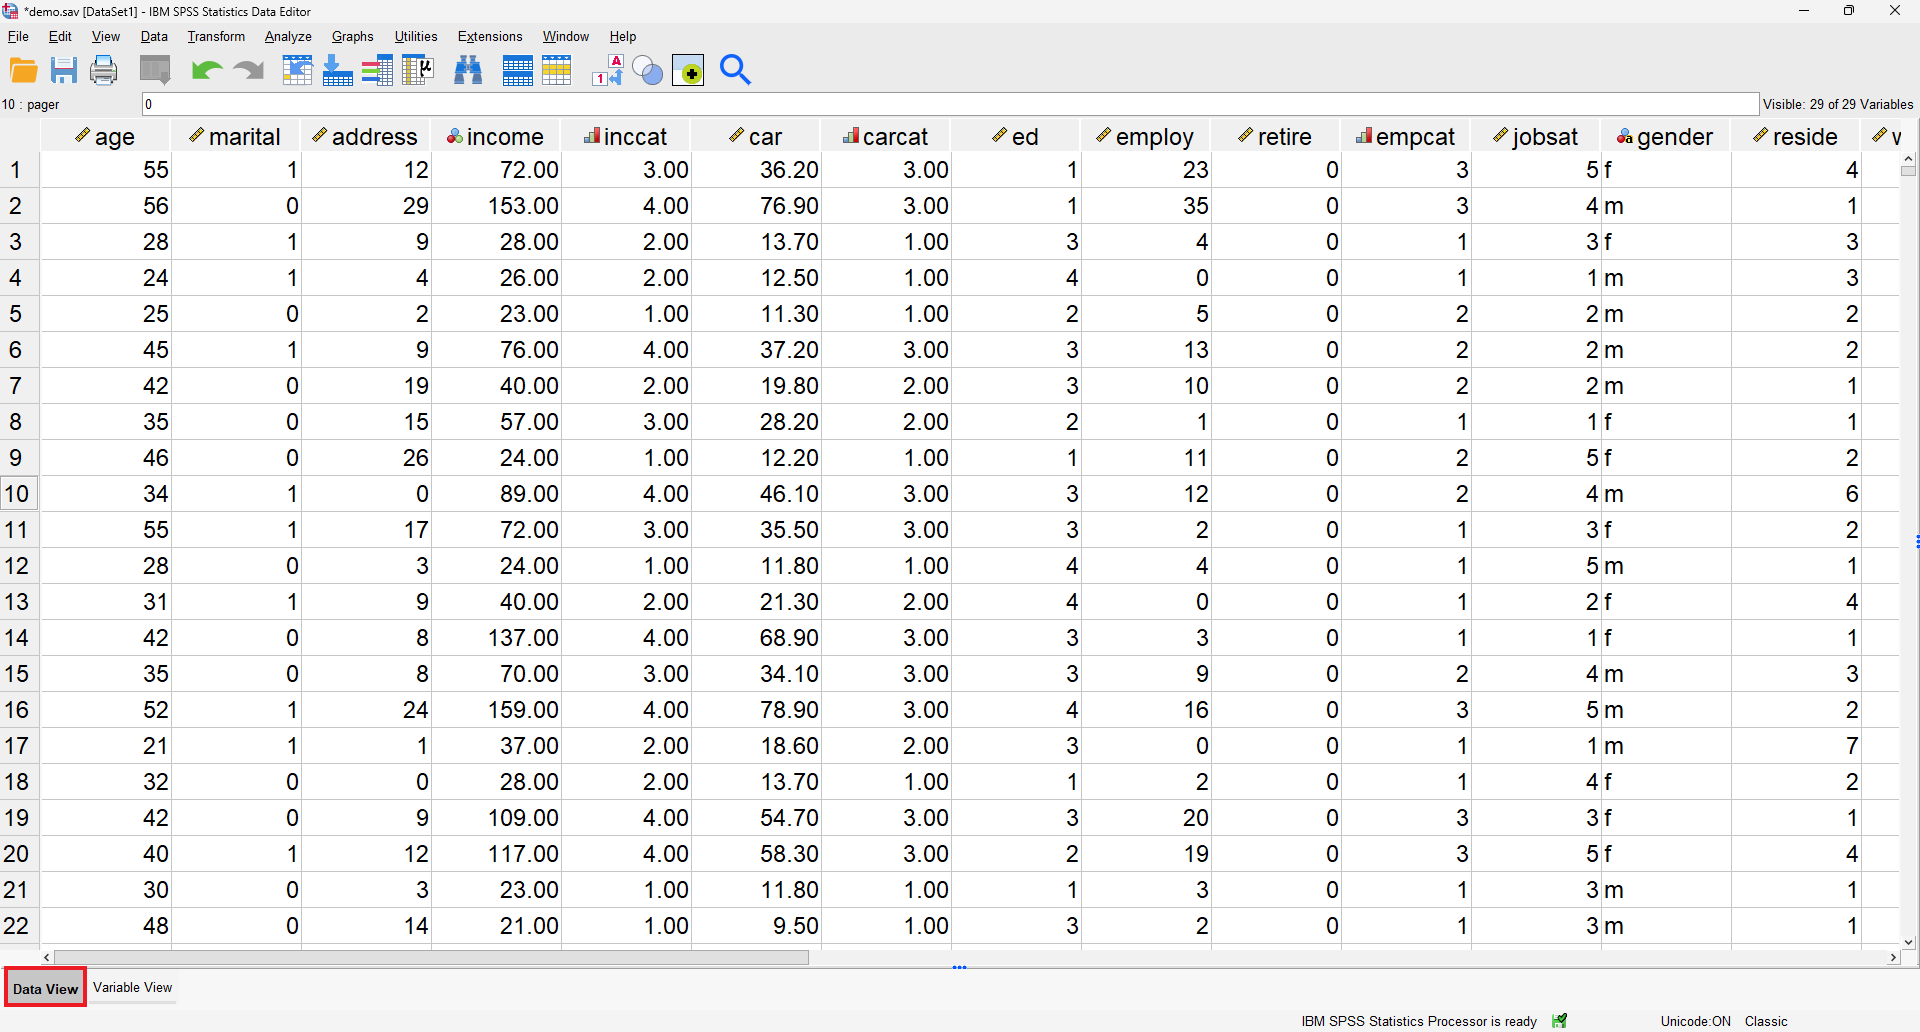 *demo.sav [DataSet1] - IBM SPSS Statistics Data Editor
File Edit View Data Transform Analyze Graphs Utilities Extensions Window Help
10 : pager 0 Visible: 29 of 29 Variables
age marital address income inccat car carcat ed employ retire empcat jobsat gender reside
1 55 1 12 72.00 3.00 36.20 3.00 1 23 0 3 5 f 4
2 56 0 29 153.00 4.00 76.90 3.00 1 35 0 3 4 m 1
3 28 1 9 28.00 2.00 13.70 1.00 3 4 0 1 3 f 3
4 24 1 4 26.00 2.00 12.50 1.00 4 0 0 1 1 m 3
5 25 0 2 23.00 1.00 11.30 1.00 2 5 0 2 2 m 2
6 45 1 9 76.00 4.00 37.20 3.00 3 13 0 2 2 m 2
7 42 0 19 40.00 2.00 19.80 2.00 3 10 0 2 2 m 1
8 35 0 15 57.00 3.00 28.20 2.00 2 1 0 1 1 f 1
9 46 0 26 24.00 1.00 12.20 1.00 1 11 0 2 5 f 2
10 34 1 0 89.00 4.00 46.10 3.00 3 12 0 2 4 m 6
11 55 1 17 72.00 3.00 35.50 3.00 3 2 0 1 3 f 2
12 28 0 3 24.00 1.00 11.80 1.00 4 4 0 1 5 m 1
13 31 1 9 40.00 2.00 21.30 2.00 4 0 0 1 2 f 4
14 42 0 8 137.00 4.00 68.90 3.00 3 3 0 1 1 f 1
15 35 0 8 70.00 3.00 34.10 3.00 3 9 0 2 4 m 3
16 52 1 24 159.00 4.00 78.90 3.00 4 16 0 3 5 m 2
17 21 1 1 37.00 2.00 18.60 2.00 3 0 0 1 1 m 7
18 32 0 0 28.00 2.00 13.70 1.00 1 2 0 1 4 f 2
19 42 0 9 109.00 4.00 54.70 3.00 3 20 0 3 3 f 1
20 40 1 12 117.00 4.00 58.30 3.00 2 19 0 3 5 f 4
21 30 0 3 23.00 1.00 11.80 1.00 1 3 0 1 3 m 1
22 48 0 14 21.00 1.00 9.50 1.00 3 2 0 1 3 m 1
Data View Variable View
IBM SPSS Statistics Processor is ready Unicode:ON Classic